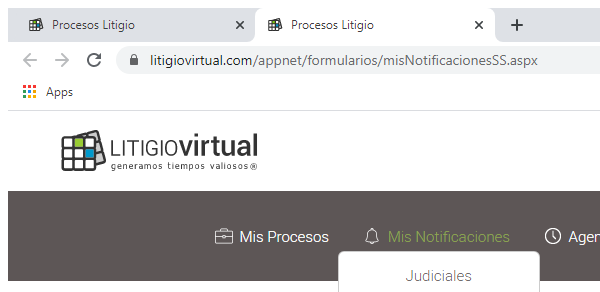 Procesos Litigio
Procesos Litigio
litigiovirtual.com/appnet/formularios/misNotificacionesSS.aspx
Apps
LITIGIOvirtual
generamos tiempos valiosos®
Mis Procesos
Mis Notificaciones
Agen
Judiciales